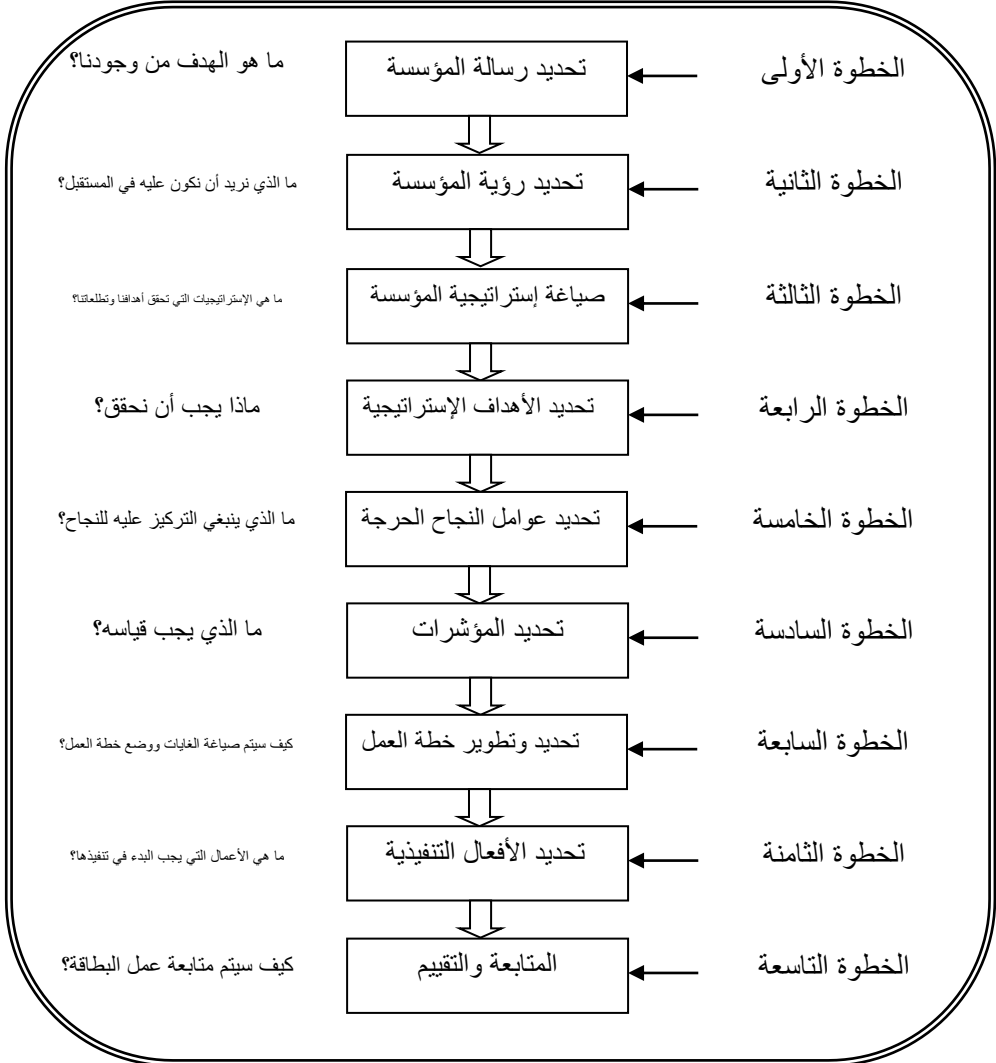 الخطوة الأولى
تحديد رسالة المؤسسة
ما هو الهدف من وجودنا؟
الخطوة الثانية
تحديد رؤية المؤسسة
ما الذي نريد أن نكون عليه في المستقبل؟
الخطوة الثالثة
صياغة إستراتيجية المؤسسة
ما هي الإستراتيجيات التي تحقق أهدافنا وتطلعاتنا؟
الخطوة الرابعة
تحديد الأهداف الإستراتيجية
ماذا يجب أن نحقق؟
الخطوة الخامسة
تحديد عوامل النجاح الحرجة
ما الذي ينبغي التركيز عليه للنجاح؟
الخطوة السادسة
تحديد المؤشرات
ما الذي يجب قياسه؟
الخطوة السابعة
تحديد وتطوير خطة العمل
كيف سيتم صياغة الغايات ووضع خطة العمل؟
الخطوة الثامنة
تحديد الأفعال التنفيذية
ما هي الأعمال التي يجب البدء في تنفيذها؟
الخطوة التاسعة
المتابعة والتقييم
كيف سيتم متابعة عمل البطاقة؟